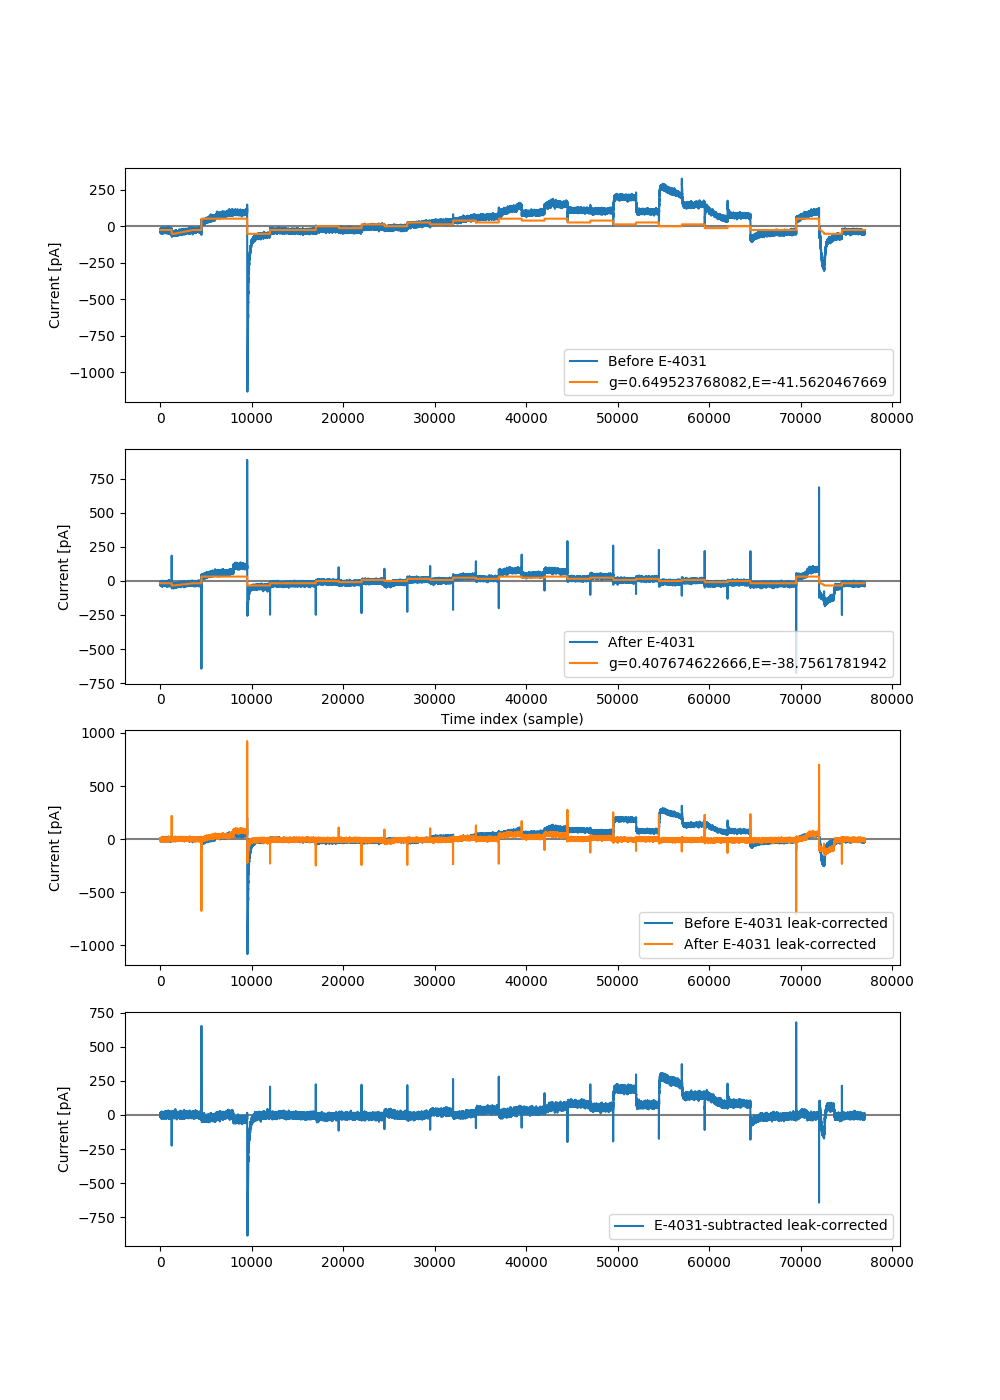 250
0
−250
−500
−750
−1000
Current [pA]
Before E-4031
g=0.649523768082,E=-41.5620467669
0 10000 20000 30000 40000 50000 60000 70000 80000
750
500
250
0
−250
−500
−750
Current [pA]
After E-4031
g=0.407674622666,E=-38.7561781942
0 10000 20000 30000 40000 50000 60000 70000 80000
Time index (sample)
1000
500
0
−500
−1000
Current [pA]
Before E-4031 leak-corrected
After E-4031 leak-corrected
0 10000 20000 30000 40000 50000 60000 70000 80000
750
500
250
0
−250
−500
−750
Current [pA]
E-4031-subtracted leak-corrected
0 10000 20000 30000 40000 50000 60000 70000 80000